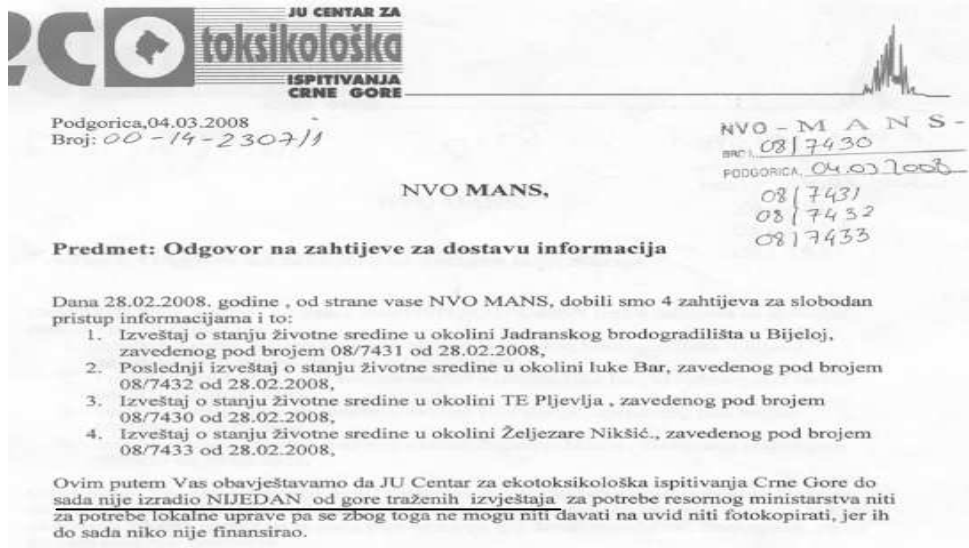 JU CENTAR ZA
toksikološka
ISPITIVANJA
CRNE GORE
Podgorica,04.03.2008
Broj: 00-14-2307/1
NVO - M A N S -
BROJ, 08/7430
PODGORICA, 04.03 2008
08/7431
08/7432
08/7433
NVO MANS,
Predmet: Odgovor na zahtijeve za dostavu informacija
Dana 28.02.2008. godine , od strane vase NVO MANS, dobili smo 4 zahtijeva za slobodan
pristup informacijama i to:
1. Izveštaj o stanju životne sredine u okolini Jadranskog brodogradilišta u Bijeloj,
zavedenog pod brojem 08/7431 od 28.02.2008,
2. Poslednji izveštaj o stanju životne sredine u okolini luke Bar, zavedenog pod brojem
08/7432 od 28.02.2008,
3. Izveštaj o stanju životne sredine u okolini TE Pljevlja , zavedenog pod brojem
08/7430 od 28.02.2008,
4. Izveštaj o stanju životne sredine u okolini Željezare Nikšić., zavedenog pod brojem
08/7433 od 28.02.2008,
Ovim putem Vas obavještavamo da JU Centar za ekotoksikološka ispitivanja Crne Gore do
sada nije izradio NIJEDAN od gore traženih izvještaja za potrebe resornog ministarstva niti
za potrebe lokalne uprave pa se zbog toga ne mogu niti davati na uvid niti fotokopirati, jer ih
do sada niko nije finansirao.